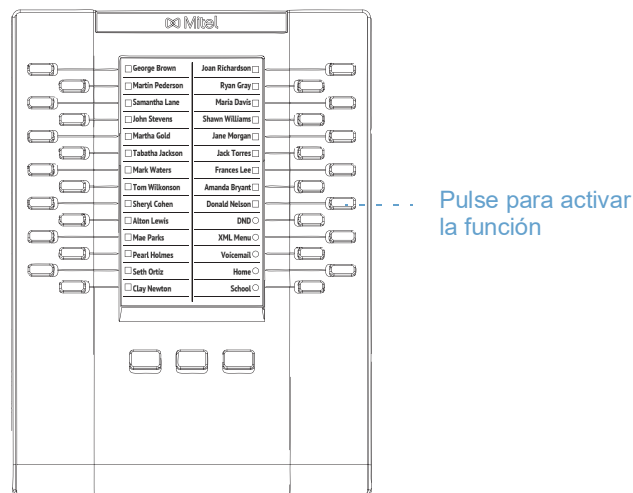 Mitel
George Brown
Martin Pederson
Samantha Lane
John Stevens
Martha Gold
Tabatha Jackson
Mark Waters
Tom Wilkonson
Sheryl Cohen
Alton Lewis
Mae Parks
Pearl Holmes
Seth Ortiz
Clay Newton
Joan Richardson
Ryan Gray
Maria Davis
Shawn Williams
Jane Morgan
Jack Torres
Frances Lee
Amanda Bryant
Donald Nelson
DND
XML Menu
Voicemail
Home
School
Pulse para activar
la función